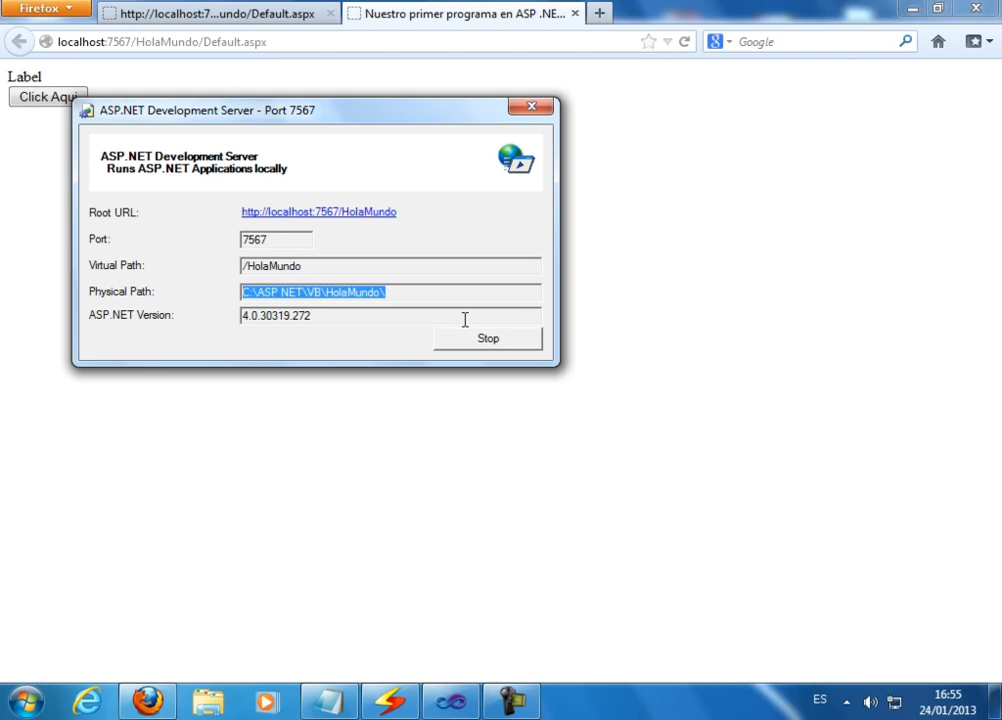 Firefox
http://localhost:7...undo/Default.aspx
Nuestro primer programa en ASP .NE...
localhost:7567/HolaMundo/Default.aspx
Google
Label
Click Aqui
ASP.NET Development Server - Port 7567
ASP.NET Development Server
Runs ASP.NET Applications locally
Root URL: http://localhost:7567/HolaMundo
Port: 7567
Virtual Path: /HolaMundo
Physical Path: C:\ASP NET\VB\HolaMundo\
ASP.NET Version: 4.0.30319.272
Stop
ES
16:55
24/01/2013